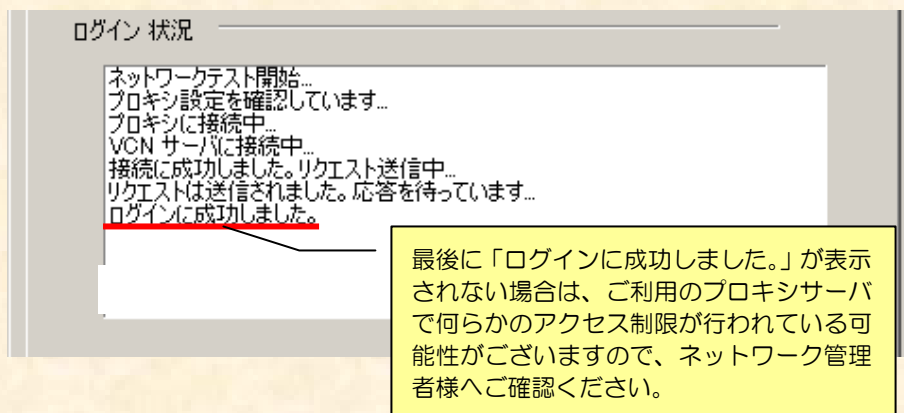 ログイン 状況
ネットワークテスト開始...
プロキシ設定を確認しています...
プロキシに接続中...
VCN サーバに接続中...
接続に成功しました。リクエスト送信中...
リクエストは送信されました。応答を待っています...
ログインに成功しました。
最後に「ログインに成功しました。」が表示
されない場合は、ご利用のプロキシサーバ
で何らかのアクセス制限が行われている可
能性がございますので、ネットワーク管理
者様へご確認ください。